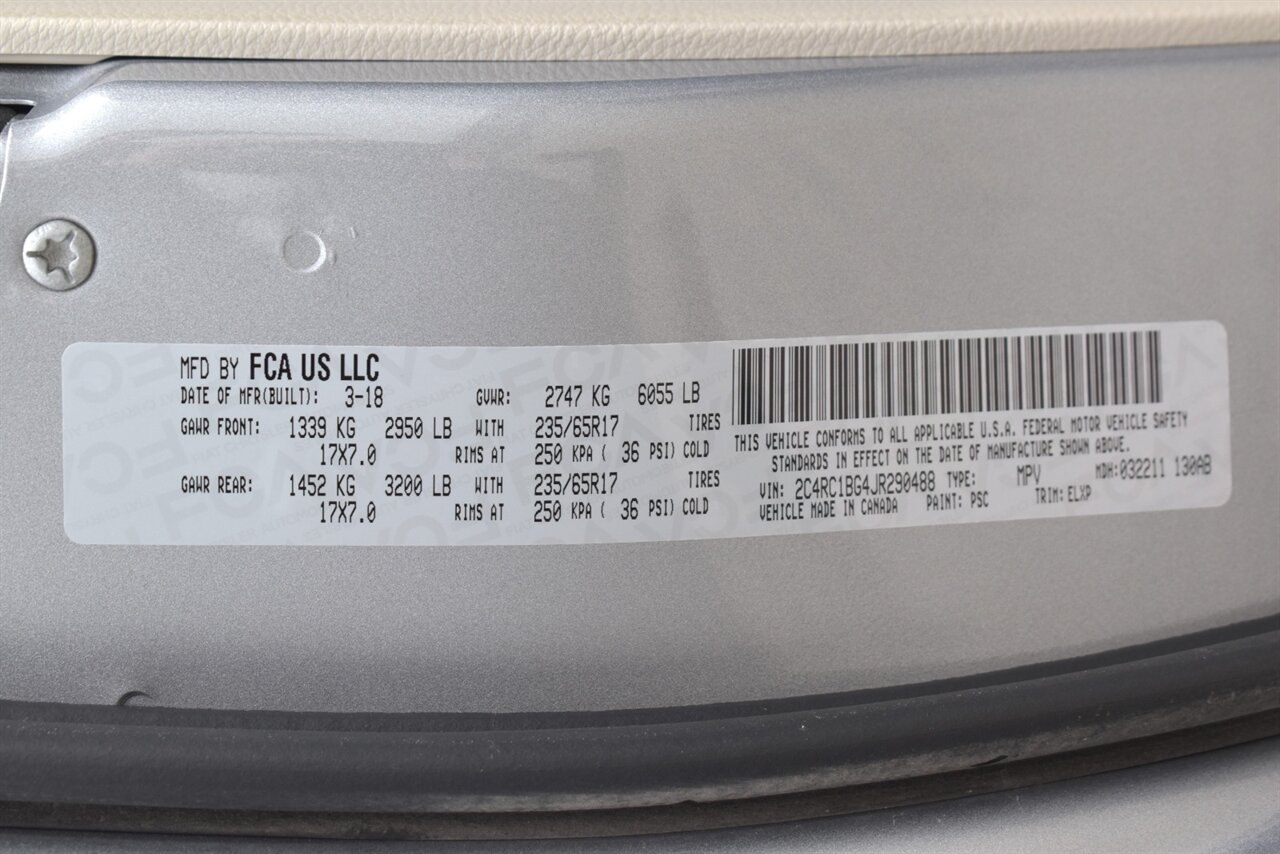 MFD BY FCA US LLC
DATE OF MFR(BUILT): 3-18 GVWR: 2747 KG 6055 LB
GAWR FRONT: 1339 KG 2950 LB WITH 235/65R17 TIRES
17X7.0 RIMS AT 250 KPA ( 36 PSI) COLD
GAWR REAR: 1452 KG 3200 LB WITH 235/65R17 TIRES
17X7.0 RIMS AT 250 KPA ( 36 PSI) COLD
THIS VEHICLE CONFORMS TO ALL APPLICABLE U.S.A. FEDERAL MOTOR VEHICLE SAFETY
STANDARDS IN EFFECT ON THE DATE OF MANUFACTURE SHOWN ABOVE.
VIN: 2C4RC1BG4JR290488 TYPE: MPV MDH:032211 130AB
VEHICLE MADE IN CANADA PAINT: PSC TRIM: ELXP